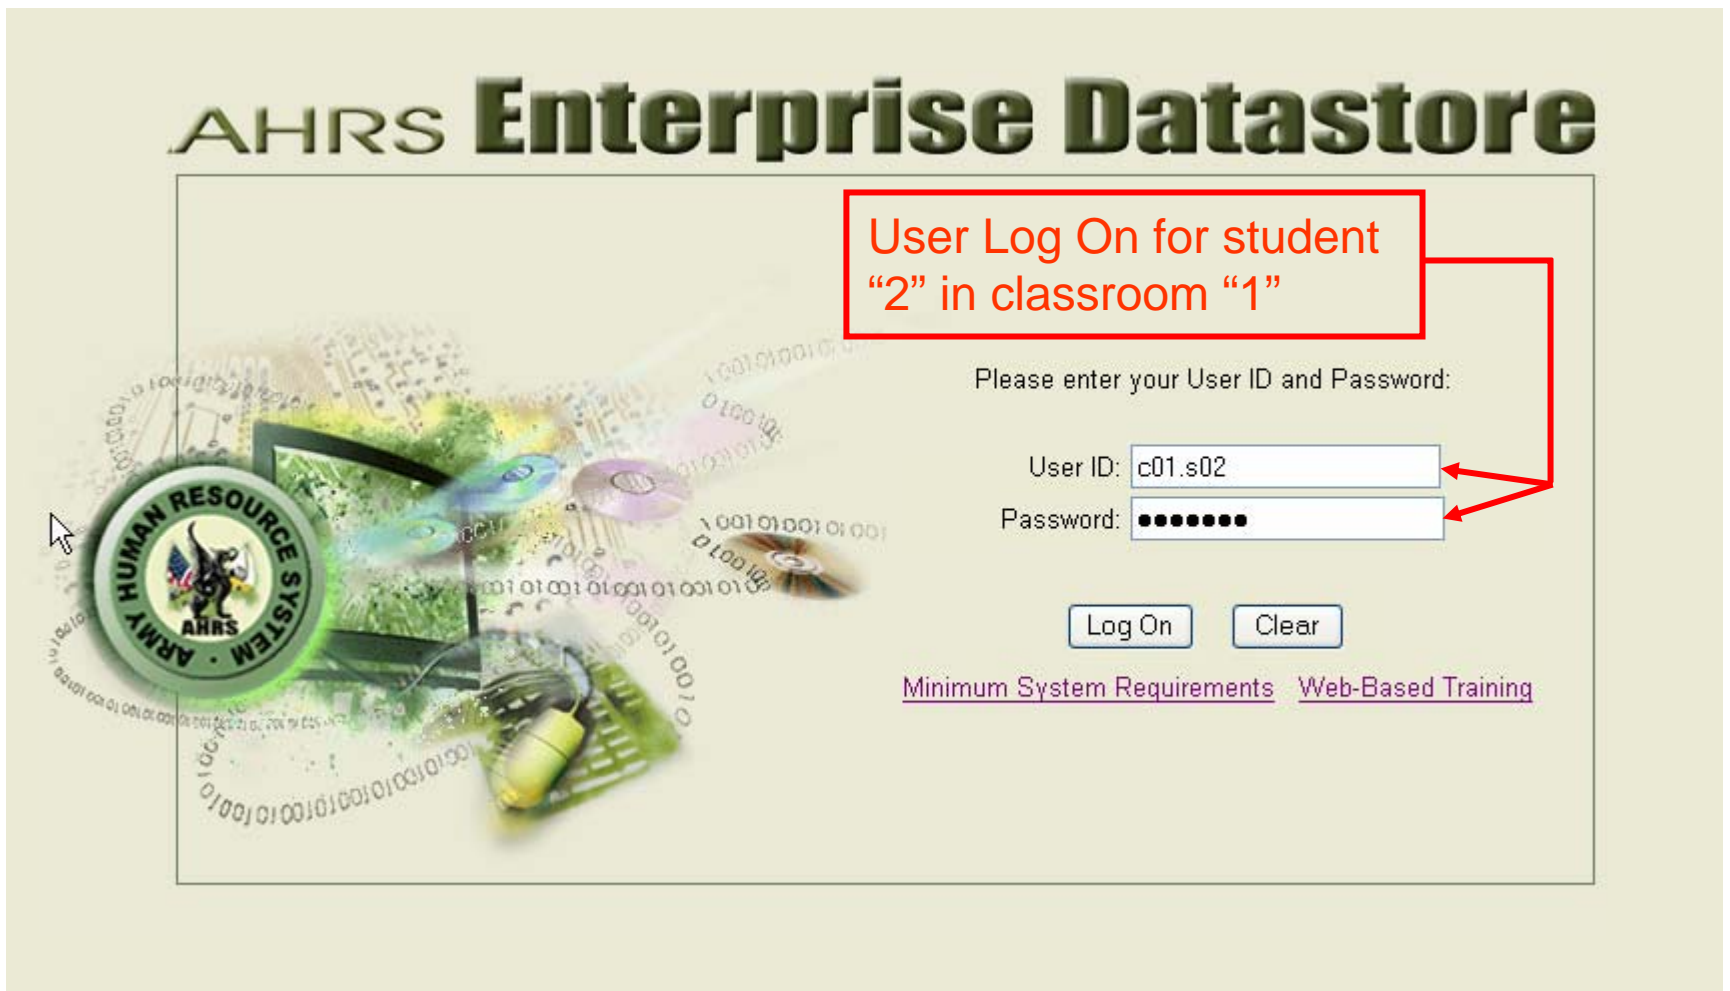 AHRS Enterprise Datastore
User Log On for student
“2” in classroom “1”
Please enter your User ID and Password:
User ID: c01.s02
Password: ●●●●●●●
Log On Clear
Minimum System Requirements Web-Based Training
ARMY HUMAN RESOURCE SYSTEM
AHRS